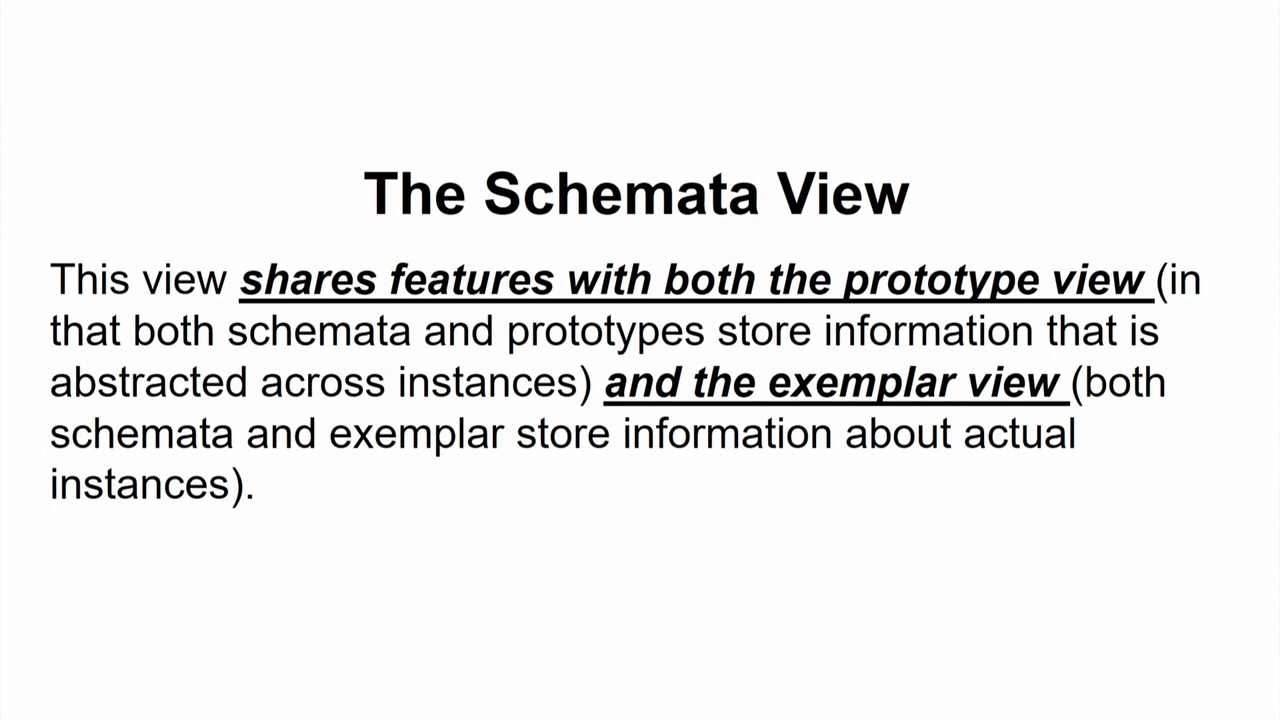 The Schemata View
This view shares features with both the prototype view (in
that both schemata and prototypes store information that is
abstracted across instances) and the exemplar view (both
schemata and exemplar store information about actual
instances).